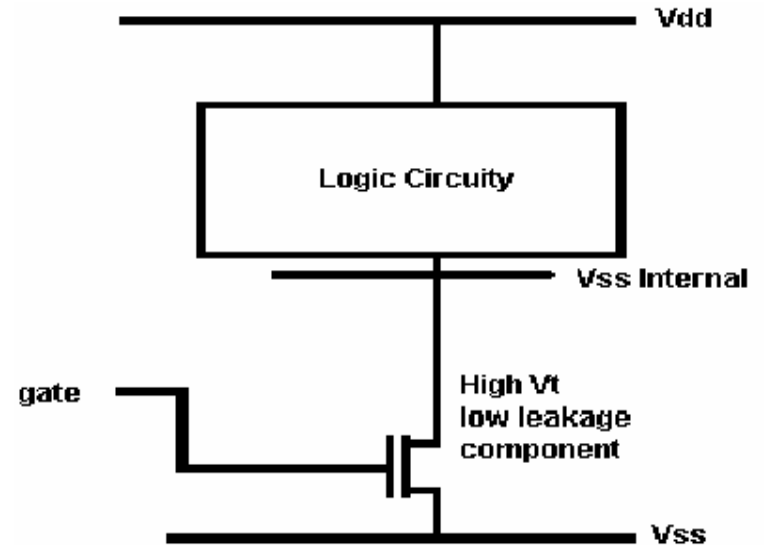 Vdd
Logic Circuity
Vss Internal
gate
High Vt
low leakage
component
Vss